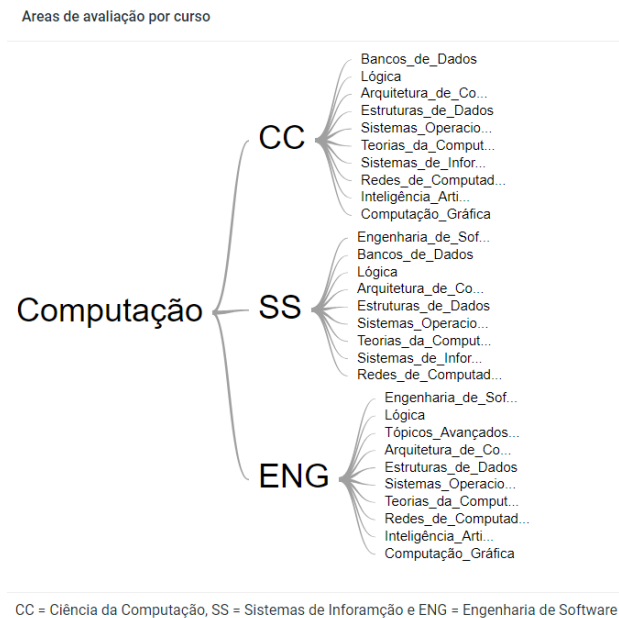 Areas de avaliação por curso
Computação
CC
Bancos_de_Dados
Lógica
Arquitetura_de_Co...
Estruturas_de_Dados
Sistemas_Operacio...
Teorias_da_Comput...
Sistemas_de_Infor...
Redes_de_Computad...
Inteligência_Arti...
Computação_Gráfica
SS
Engenharia_de_Sof...
Bancos_de_Dados
Lógica
Arquitetura_de_Co...
Estruturas_de_Dados
Sistemas_Operacio...
Teorias_da_Comput...
Sistemas_de_Infor...
Redes_de_Computad...
ENG
Engenharia_de_Sof...
Lógica
Tópicos_Avançados...
Arquitetura_de_Co...
Estruturas_de_Dados
Sistemas_Operacio...
Teorias_da_Comput...
Redes_de_Computad...
Inteligência_Arti...
Computação_Gráfica
CC = Ciência da Computação, SS = Sistemas de Inforamção e ENG = Engenharia de Software